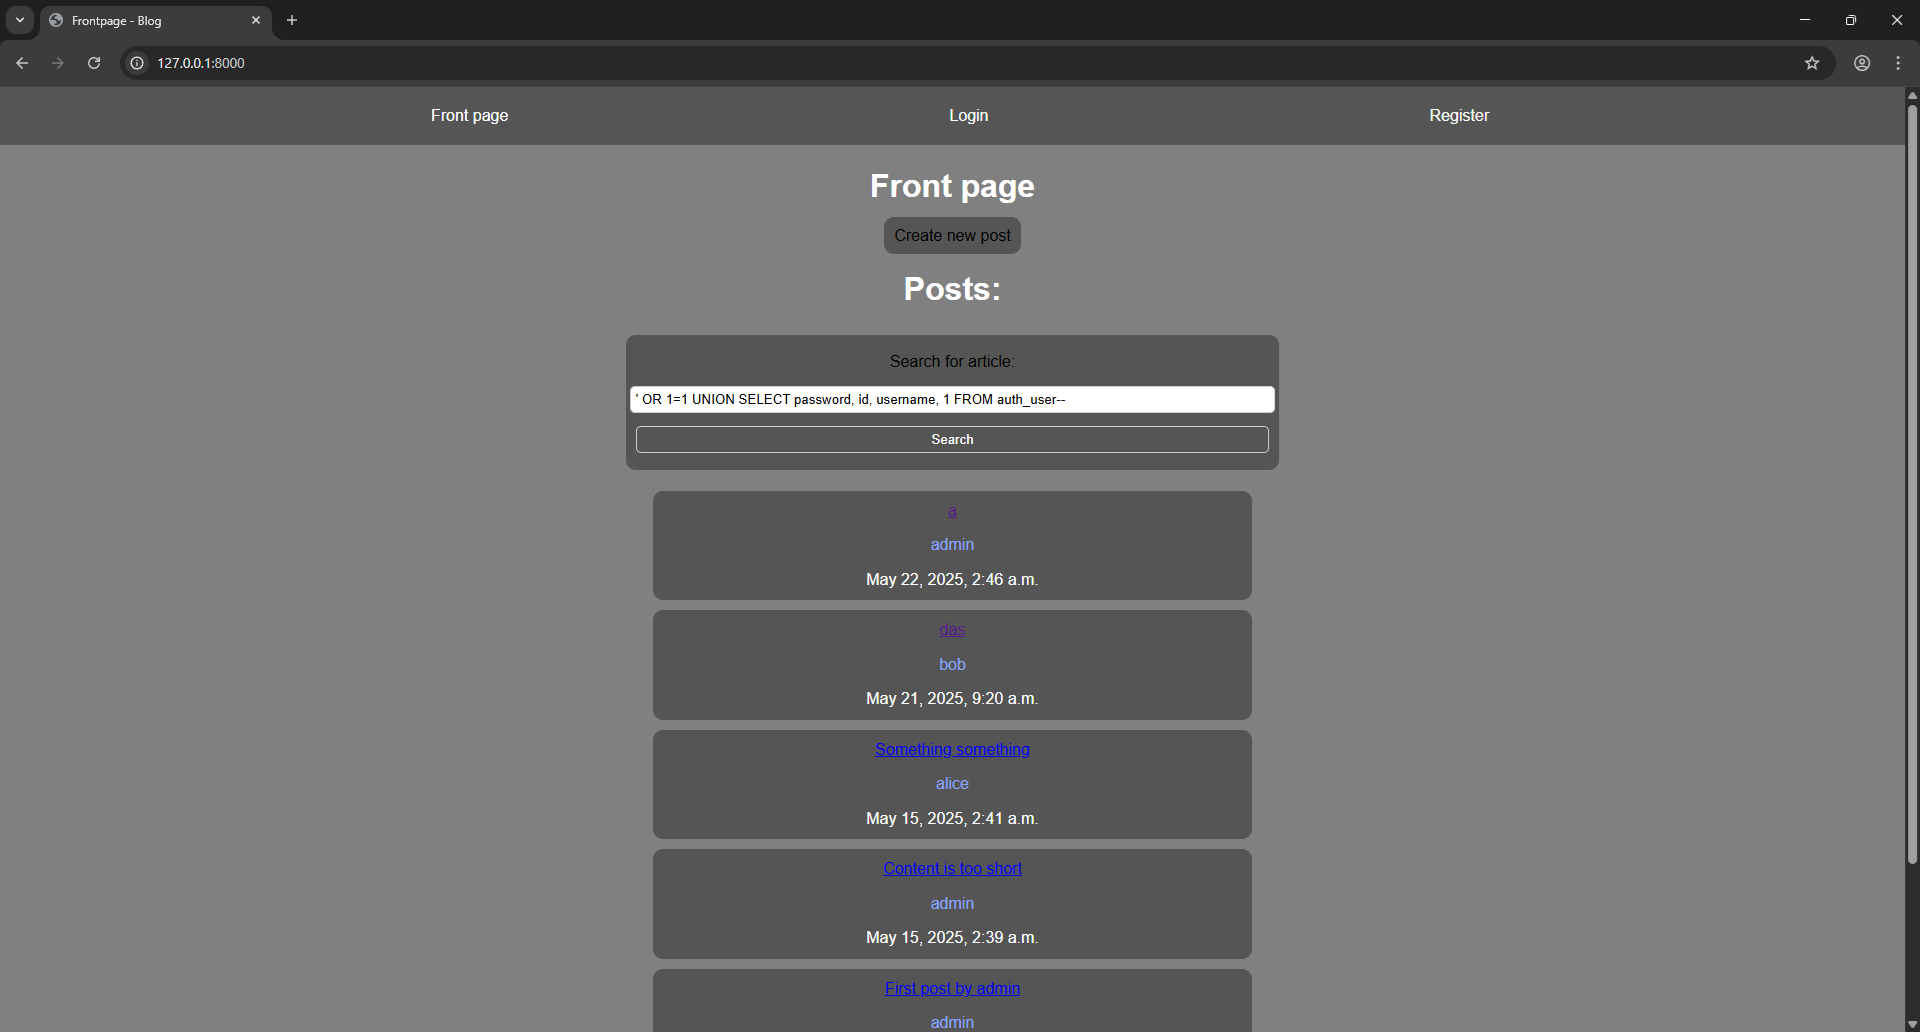 Frontpage - Blog
127.0.0.1:8000
Front page
Login
Register
Front page
Create new post
Posts:
Search for article:
' OR 1=1 UNION SELECT password, id, username, 1 FROM auth_user--
Search
a
admin
May 22, 2025, 2:46 a.m.
das
bob
May 21, 2025, 9:20 a.m.
Something something
alice
May 15, 2025, 2:41 a.m.
Content is too short
admin
May 15, 2025, 2:39 a.m.
First post by admin
admin